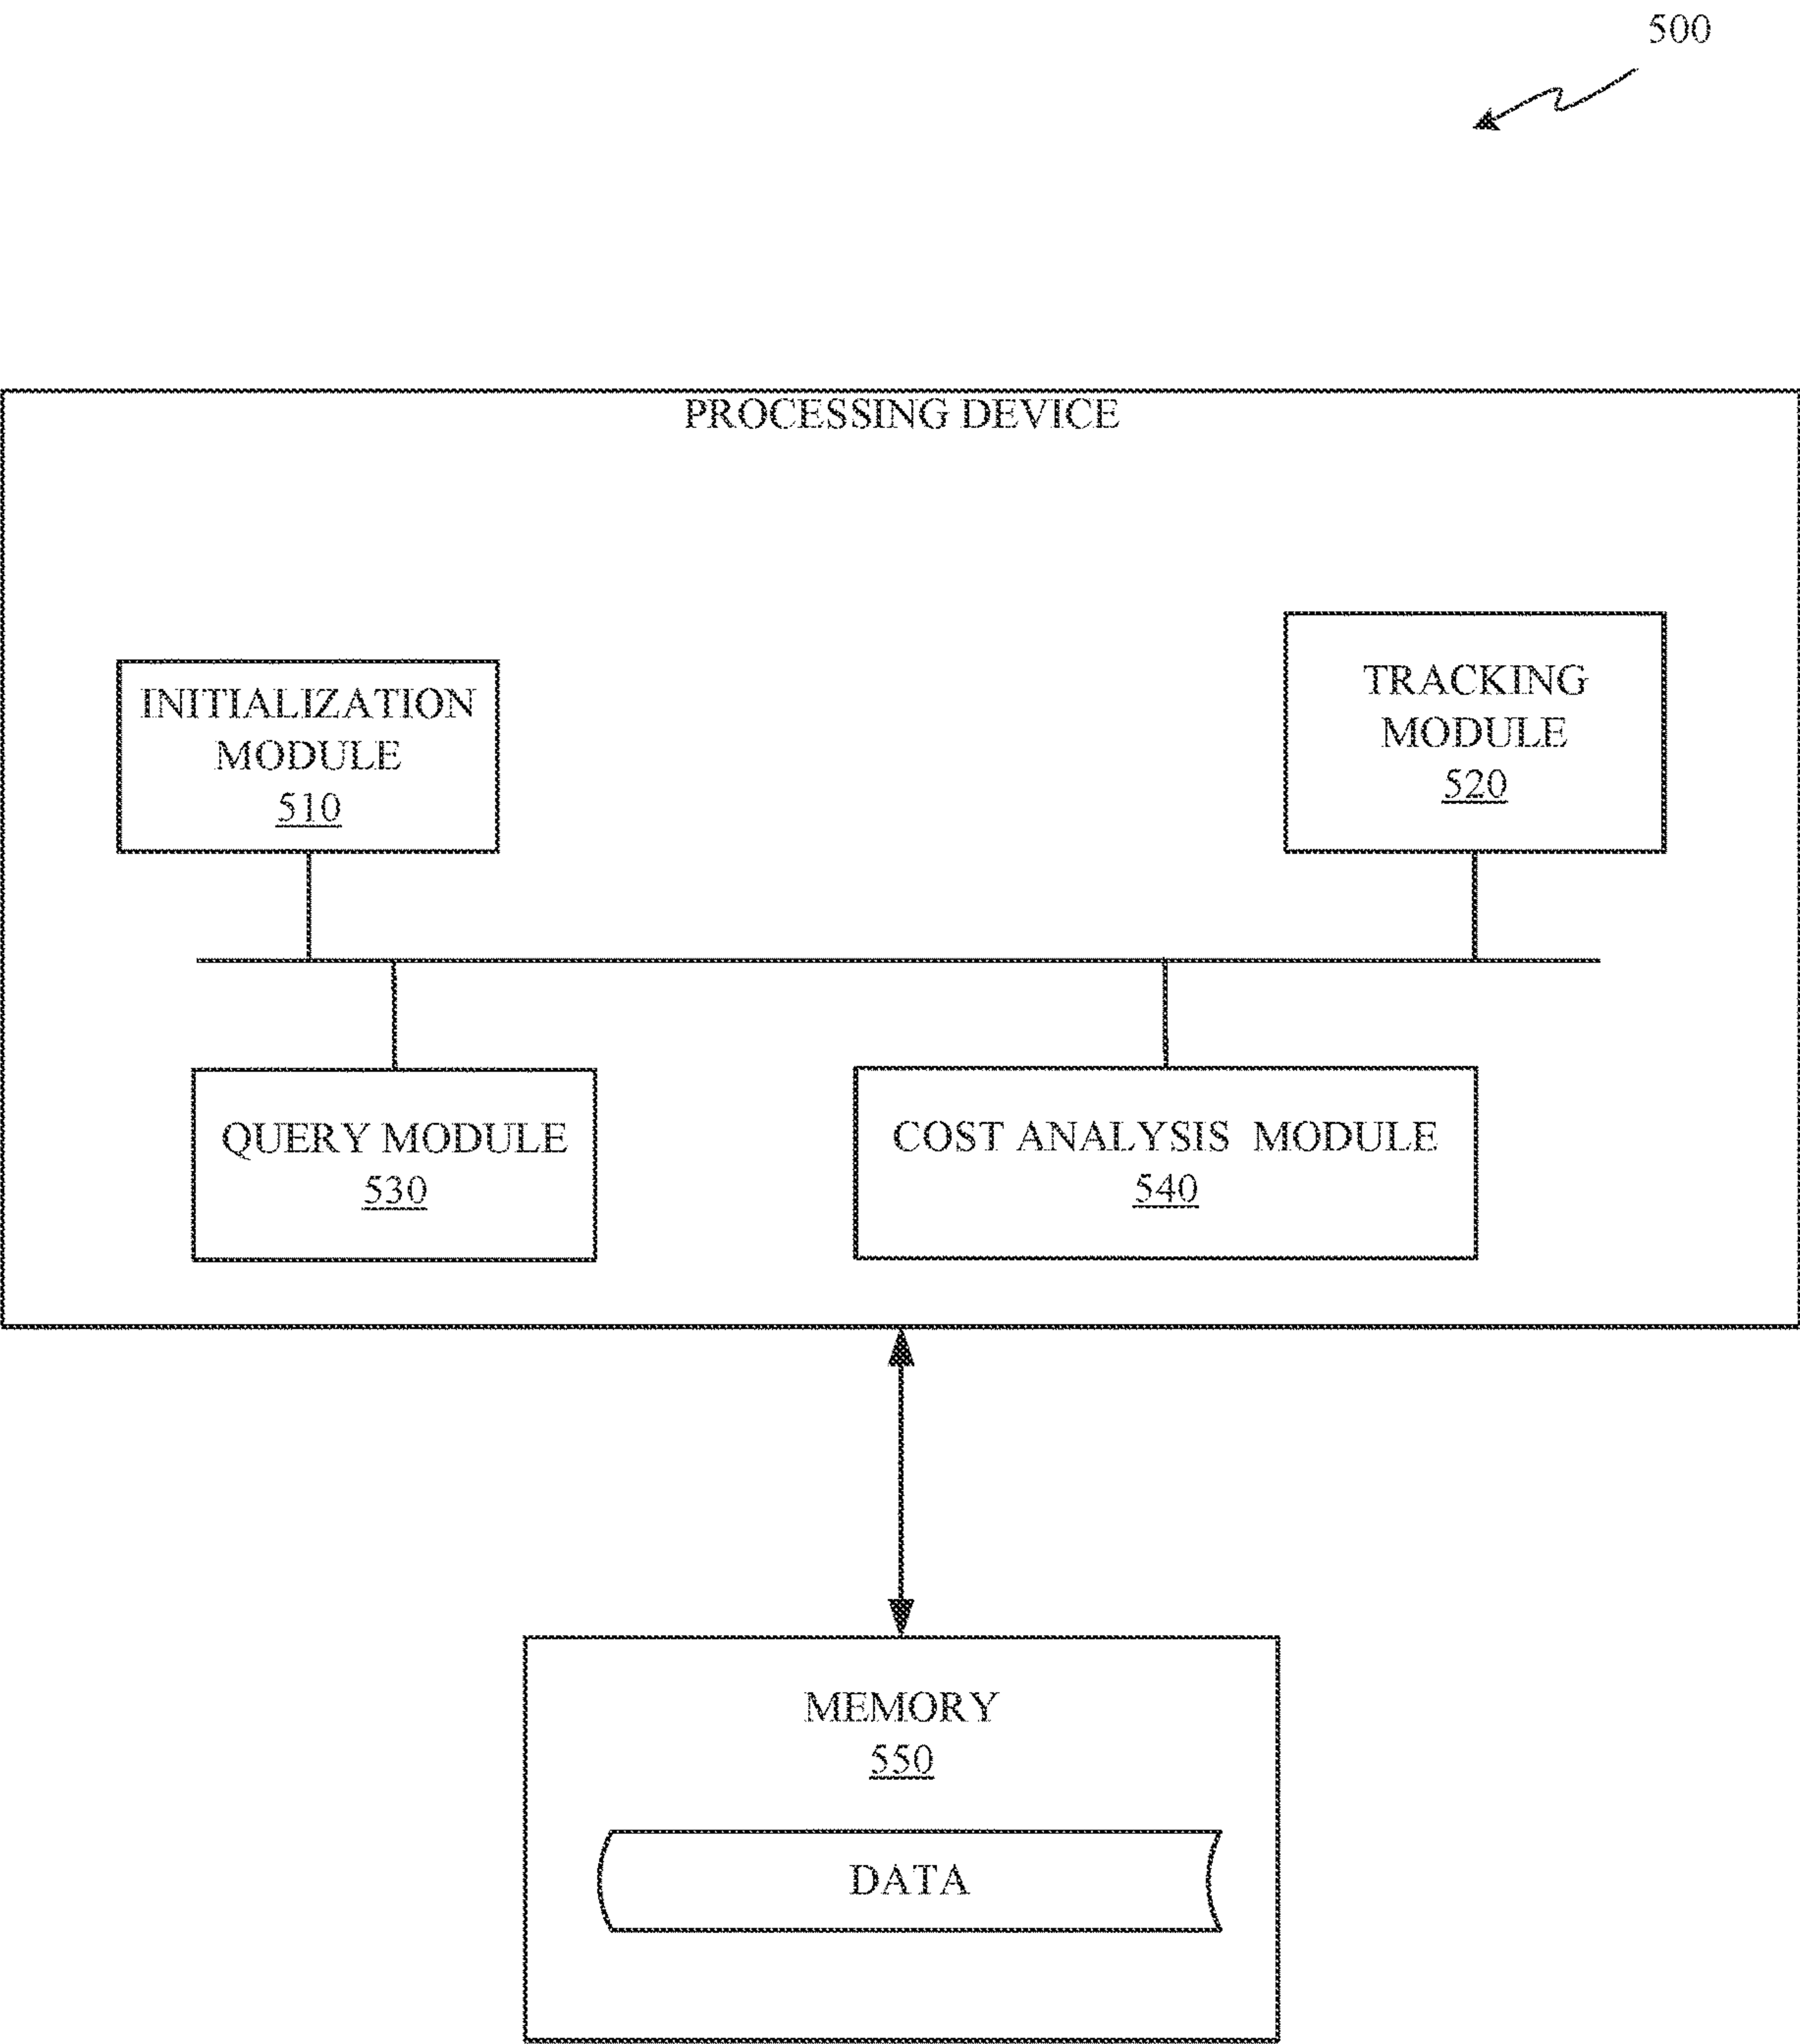 500
PROCESSING DEVICE
INITIALIZATION
MODULE
510
TRACKING
MODULE
520
QUERY MODULE
530
COST ANALYSIS MODULE
540
MEMORY
550
DATA